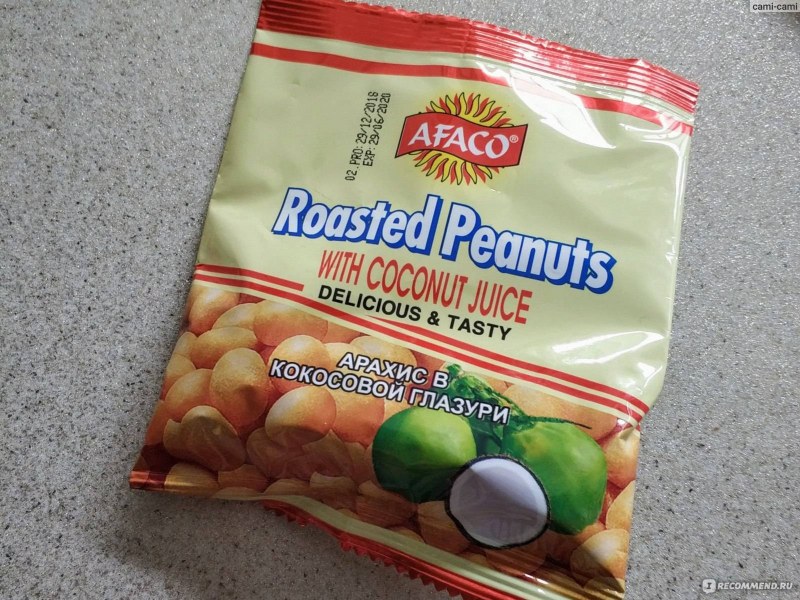 cami-cami
02.PRO: 29/12/2018
EXP: 29/06/2020
AFACO®
Roasted Peanuts
WITH COCONUT JUICE
DELICIOUS & TASTY
АРАХИС В
КОКОСОВОЙ ГЛАЗУРИ
IRECOMMEND.RU